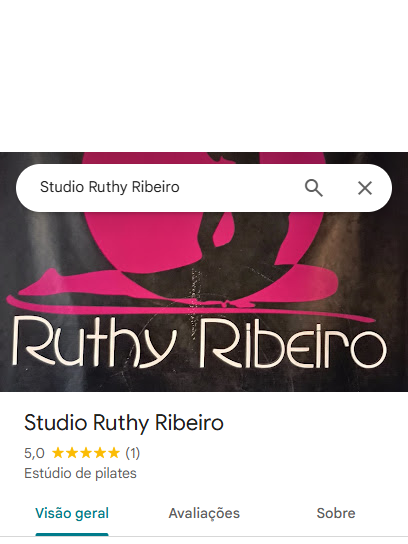 Studio Ruthy Ribeiro
Ruthy Ribeiro
Studio Ruthy Ribeiro
5,0 ★★★★★ (1)
Estúdio de pilates
Visão geral Avaliações Sobre